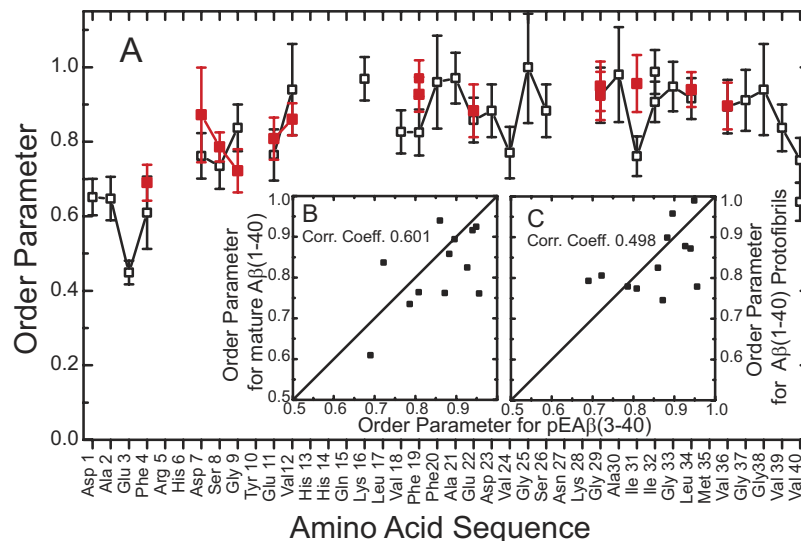 A
Order Parameter
1.0
0.8
0.6
0.4
0.2
0.0
B
Corr. Coeff. 0.601
Order Parameter
for mature Aβ(1-40)
1.0
0.9
0.8
0.7
0.6
0.5
0.5 0.6 0.7 0.8 0.9
C
Corr. Coeff. 0.498
0.5 0.6 0.7 0.8 0.9 1.0
1.0
0.9
0.8
0.7
0.6
Order Parameter
for Aβ(1-40) Protofibrils
Order Parameter for pEAβ(3-40)
Asp 1
Ala 2
Glu 3
Phe 4
Arg 5
His 6
Asp 7
Ser 8
Gly 9
Tyr 10
Glu 11
Val12
His 13
His 14
Gln 15
Lys 16
Leu 17
Val 18
Phe 19
Phe20
Ala 21
Glu 22
Asp 23
Val 24
Gly 25
Ser 26
Asn 27
Lys 28
Gly 29
Ala30
Ile 31
Ile 32
Gly 33
Leu 34
Met 35
Val 36
Gly 37
Gly38
Val 39
Val 40
Amino Acid Sequence